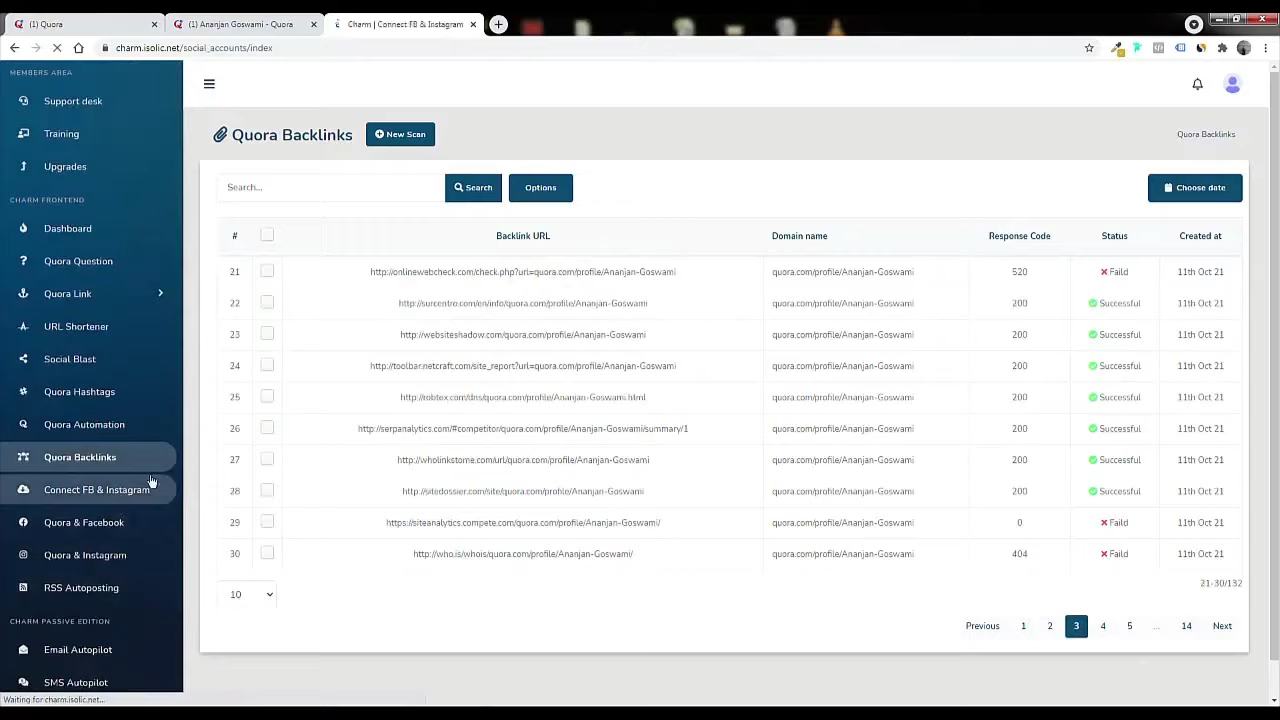 (1) Quora
(1) Ananjan Goswami - Quora
Charm | Connect FB & Instagram
charm.isolic.net/social_accounts/index
MEMBERS AREA
Support desk
Training
Upgrades
CHARM FRONTEND
Dashboard
Quora Question
Quora Link
URL Shortener
Social Blast
Quora Hashtags
Quora Automation
Quora Backlinks
Connect FB & Instagram
Quora & Facebook
Quora & Instagram
RSS Autoposting
CHARM PASSIVE EDITION
Email Autopilot
SMS Autopilot
Waiting for charm.isolic.net...
Quora Backlinks New Scan Quora Backlinks
Search... Search Options Choose date
# Backlink URL Domain name Response Code Status Created at
21 http://onlinewebcheck.com/check.php?url=quora.com/profile/Ananjan-Goswami quora.com/profile/Ananjan-Goswami 520 Faild 11th Oct 21
22 http://surcentro.com/en/info/quora.com/profile/Ananjan-Goswami quora.com/profile/Ananjan-Goswami 200 Successful 11th Oct 21
23 http://websiteshadow.com/quora.com/profile/Ananjan-Goswami quora.com/profile/Ananjan-Goswami 200 Successful 11th Oct 21
24 http://toolbar.netcraft.com/site_report?url=quora.com/profile/Ananjan-Goswami quora.com/profile/Ananjan-Goswami 200 Successful 11th Oct 21
25 http://robtex.com/dns/quora.com/profile/Ananjan-Goswami.html quora.com/profile/Ananjan-Goswami 200 Successful 11th Oct 21
26 http://serpanalytics.com/#competitor/quora.com/profile/Ananjan-Goswami/summary/1 quora.com/profile/Ananjan-Goswami 200 Successful 11th Oct 21
27 http://wholinkstome.com/url/quora.com/profile/Ananjan-Goswami quora.com/profile/Ananjan-Goswami 200 Successful 11th Oct 21
28 http://sitedossier.com/site/quora.com/profile/Ananjan-Goswami quora.com/profile/Ananjan-Goswami 200 Successful 11th Oct 21
29 https://siteanalytics.compete.com/quora.com/profile/Ananjan-Goswami/ quora.com/profile/Ananjan-Goswami 0 Faild 11th Oct 21
30 http://who.is/whois/quora.com/profile/Ananjan-Goswami/ quora.com/profile/Ananjan-Goswami 404 Faild 11th Oct 21
21-30/132
10
Previous 1 2 3 4 5 ... 14 Next